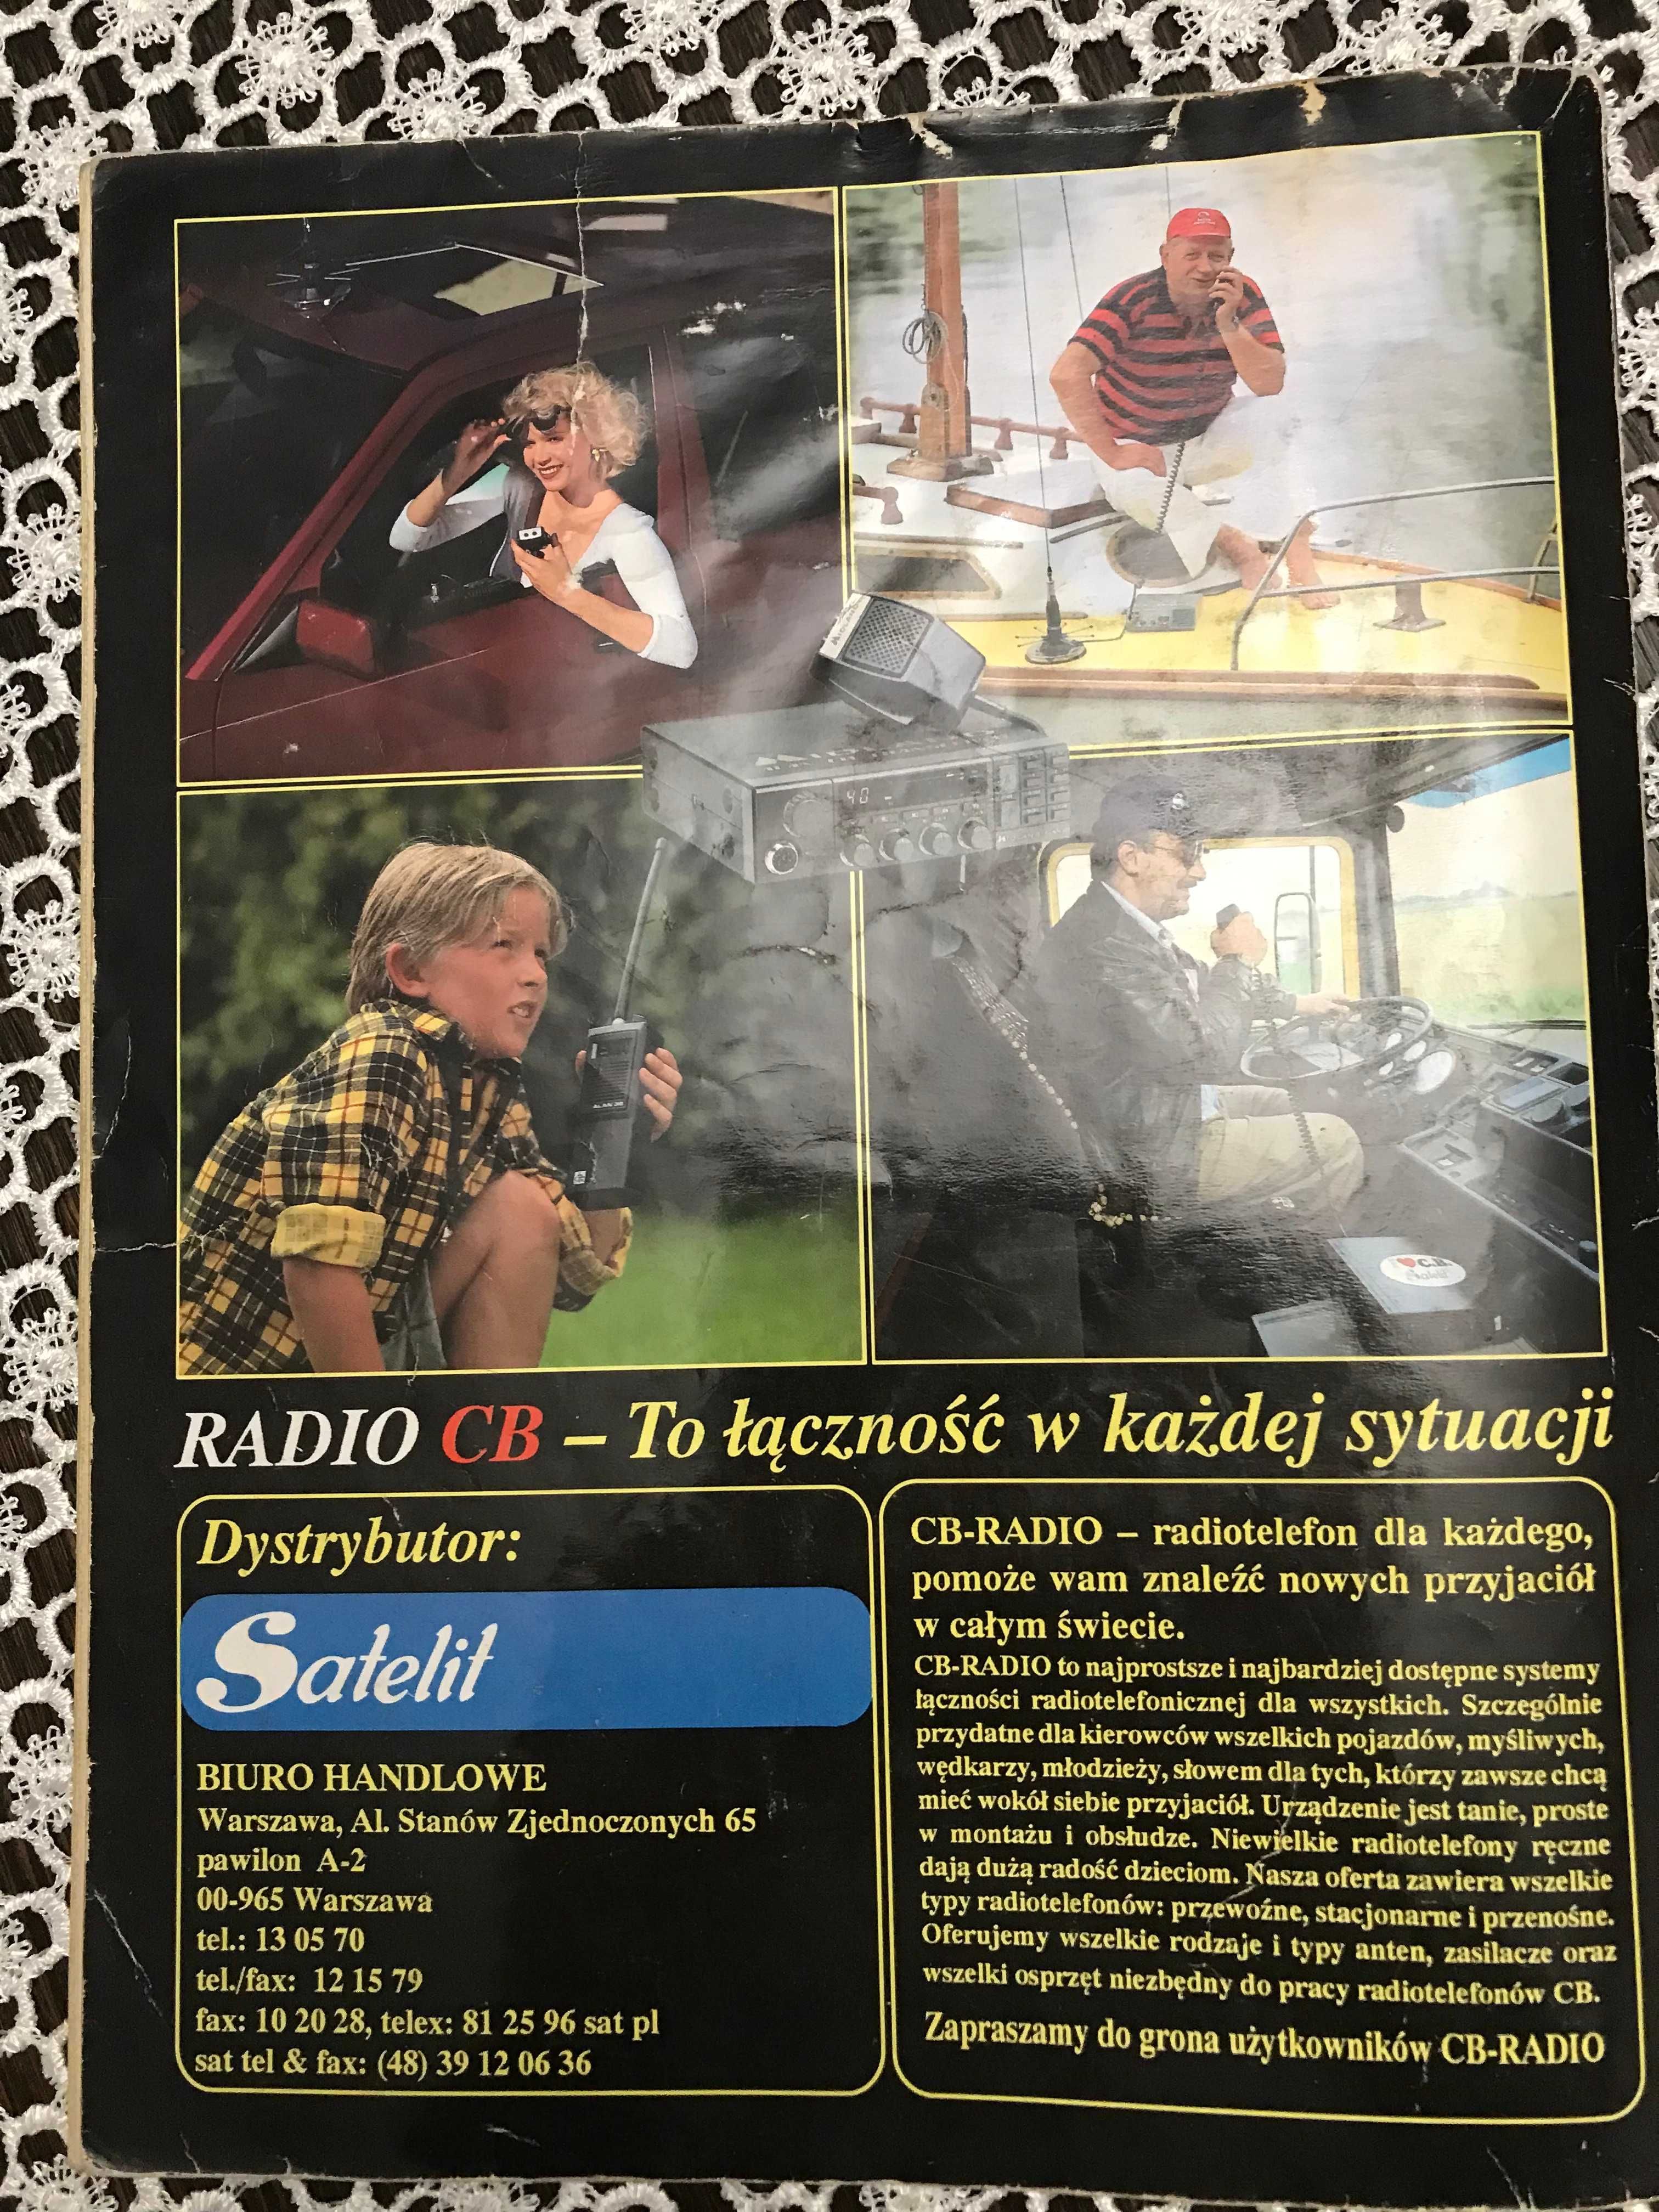 40
ALAN 38
I ❤ C.B.
Satelit
RADIO CB – To łączność w każdej sytuacji
Dystrybutor:
Satelit
BIURO HANDLOWE
Warszawa, Al. Stanów Zjednoczonych 65
pawilon A-2
00-965 Warszawa
tel.: 13 05 70
tel./fax: 12 15 79
fax: 10 20 28, telex: 81 25 96 sat pl
sat tel & fax: (48) 39 12 06 36
CB-RADIO – radiotelefon dla każdego,
pomoże wam znaleźć nowych przyjaciół
w całym świecie.
CB-RADIO to najprostsze i najbardziej dostępne systemy
łączności radiotelefonicznej dla wszystkich. Szczególnie
przydatne dla kierowców wszelkich pojazdów, myśliwych,
wędkarzy, młodzieży, słowem dla tych, którzy zawsze chcą
mieć wokół siebie przyjaciół. Urządzenie jest tanie, proste
w montażu i obsłudze. Niewielkie radiotelefony ręczne
dają dużą radość dzieciom. Nasza oferta zawiera wszelkie
typy radiotelefonów: przewoźne, stacjonarne i przenośne.
Oferujemy wszelkie rodzaje i typy anten, zasilacze oraz
wszelki osprzęt niezbędny do pracy radiotelefonów CB.
Zapraszamy do grona użytkowników CB-RADIO